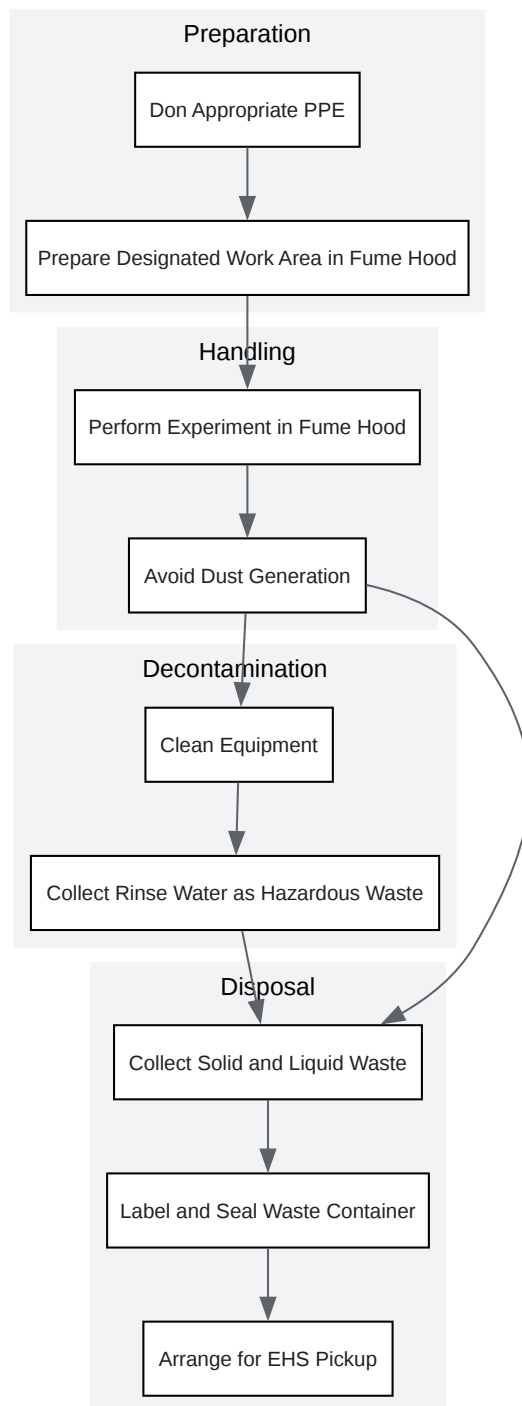 Preparation
Don Appropriate PPE
Prepare Designated Work Area in Fume Hood
Handling
Perform Experiment in Fume Hood
Avoid Dust Generation
Decontamination
Clean Equipment
Collect Rinse Water as Hazardous Waste
Disposal
Collect Solid and Liquid Waste
Label and Seal Waste Container
Arrange for EHS Pickup